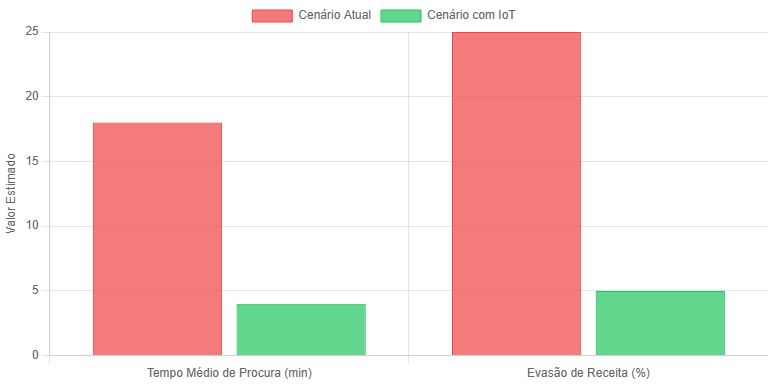 Cenário Atual Cenário com IoT
25
20
15
10
5
0
Valor Estimado
Tempo Médio de Procura (min) Evasão de Receita (%)